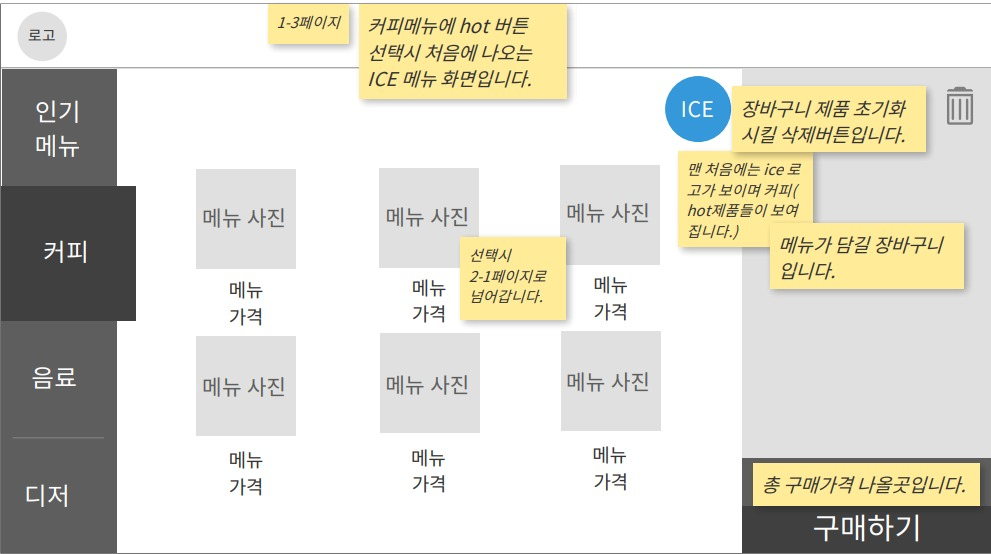 로고
1-3페이지
커피메뉴에 hot 버튼
선택시 처음에 나오는
ICE 메뉴 화면입니다.
인기
메뉴
커피
음료
디저
ICE
장바구니 제품 초기화
시킬 삭제버튼입니다.
맨 처음에는 ice 로
고가 보이며 커피(
hot제품들이 보여
집니다.)
메뉴가 담길 장바구니
입니다.
메뉴 사진
메뉴 사진
메뉴 사진
선택시
2-1페이지로
넘어갑니다.
메뉴
가격
메뉴
가격
메뉴
가격
메뉴 사진
메뉴 사진
메뉴 사진
메뉴
가격
메뉴
가격
메뉴
가격
총 구매가격 나올곳입니다.
구매하기